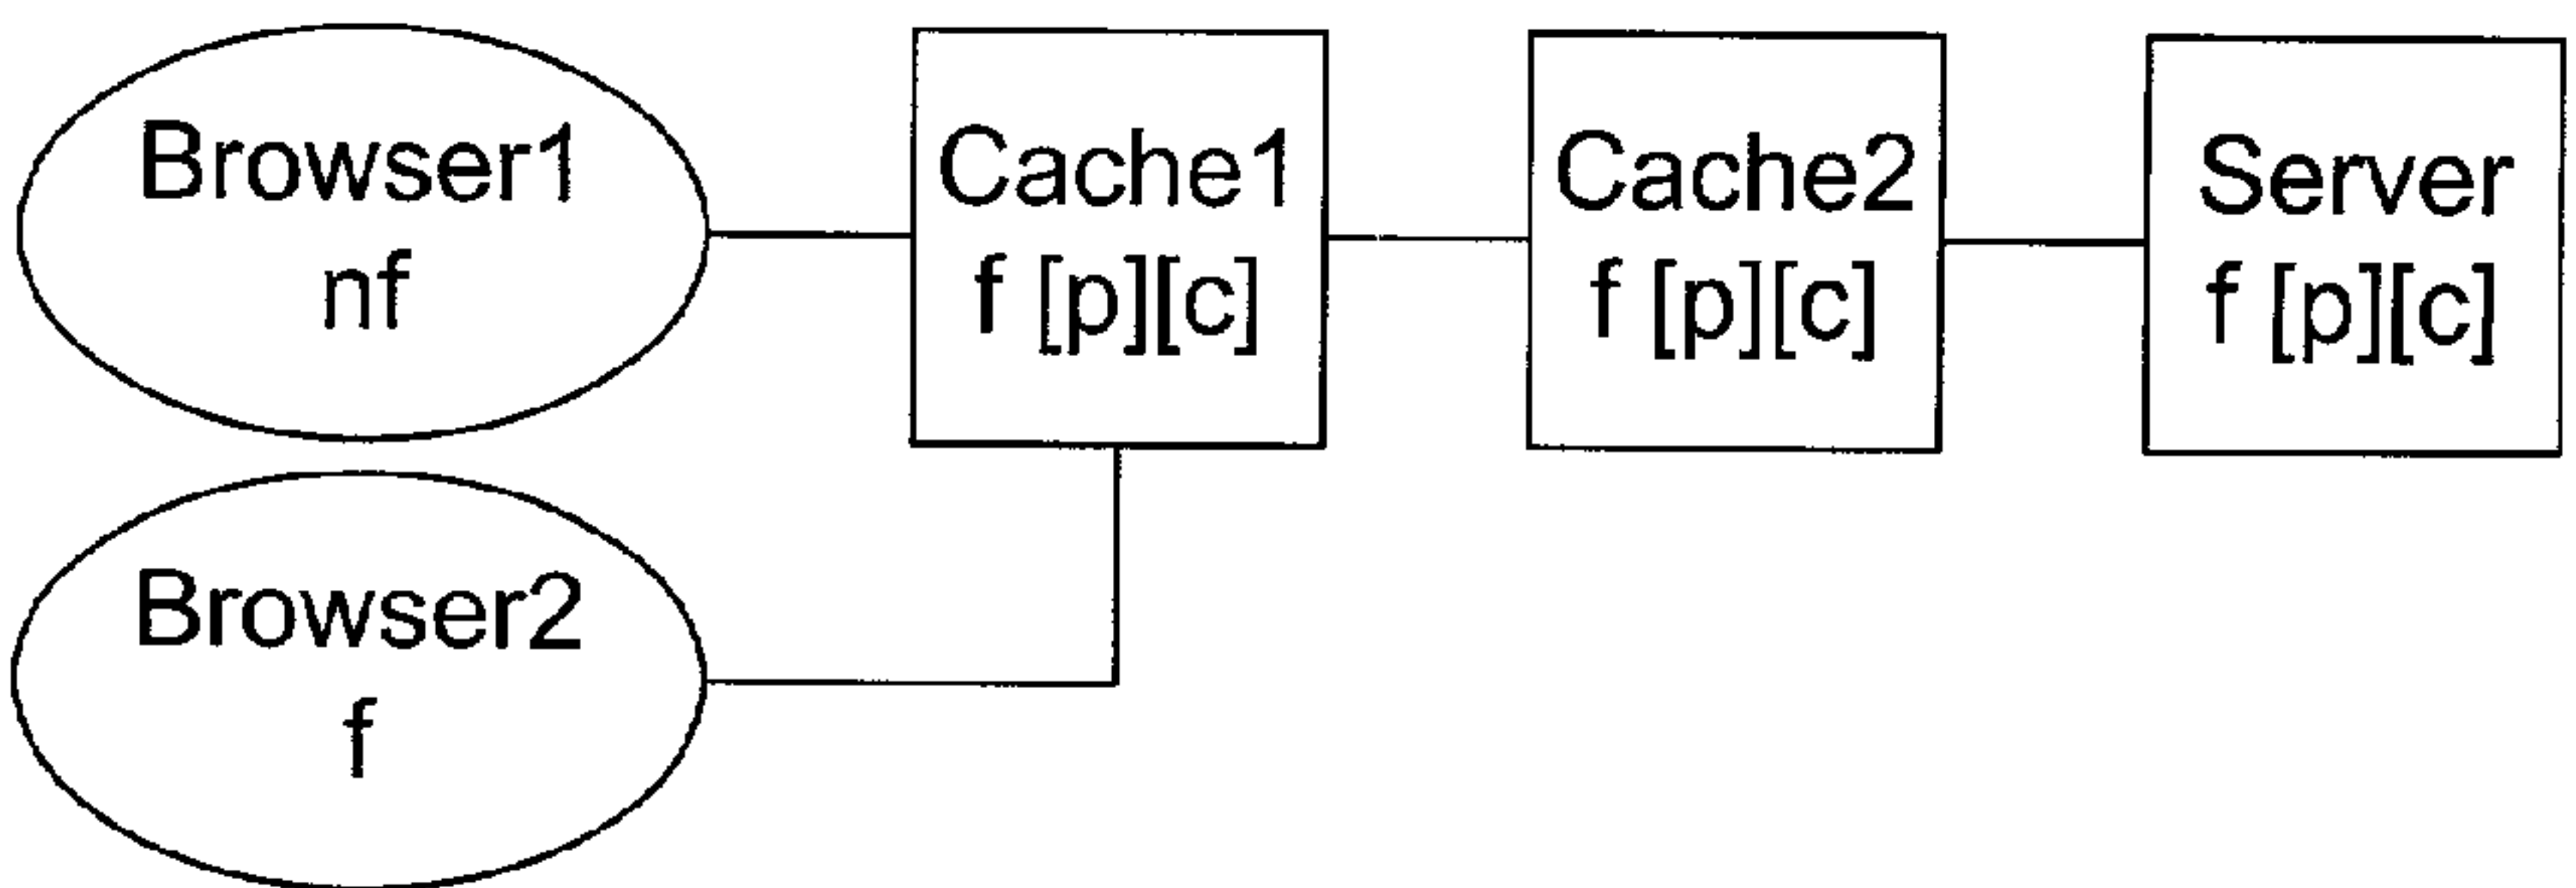 Browser1
nf
Cache1
f [p][c]
Cache2
f [p][c]
Server
f [p][c]
Browser2
f